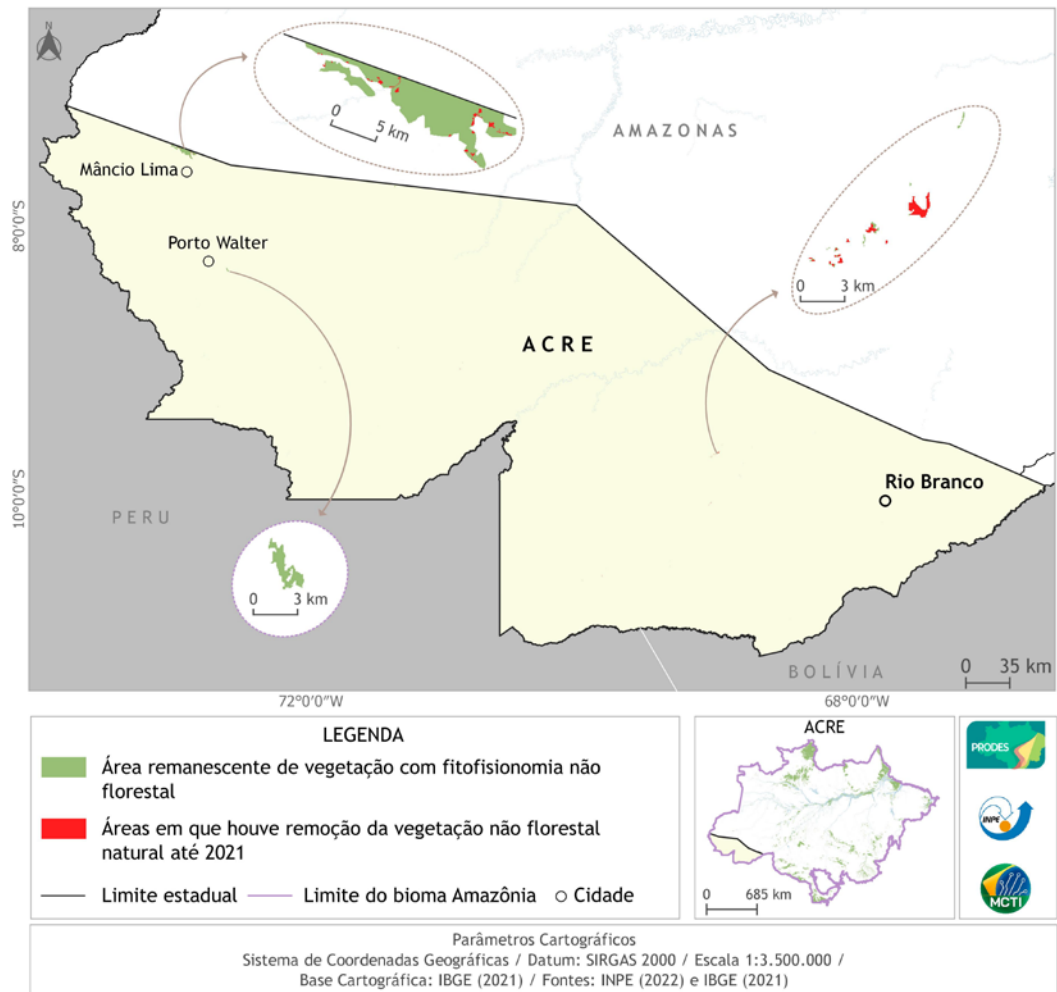 N
AMAZONAS
0 5 km
Mâncio Lima
Porto Walter
0 3 km
8°0'0"S
ACRE
10°0'0"S
PERU
Rio Branco
0 3 km
BOLÍVIA
0 35 km
72°0'0"W
68°0'0"W
LEGENDA
Área remanescente de vegetação com fitofisionomia não
florestal
Áreas em que houve remoção da vegetação não florestal
natural até 2021
Limite estadual
Limite do bioma Amazônia
Cidade
ACRE
0 685 km
PRODES
INPE
MCTI
Parâmetros Cartográficos
Sistema de Coordenadas Geográficas / Datum: SIRGAS 2000 / Escala 1:3.500.000 /
Base Cartográfica: IBGE (2021) / Fontes: INPE (2022) e IBGE (2021)